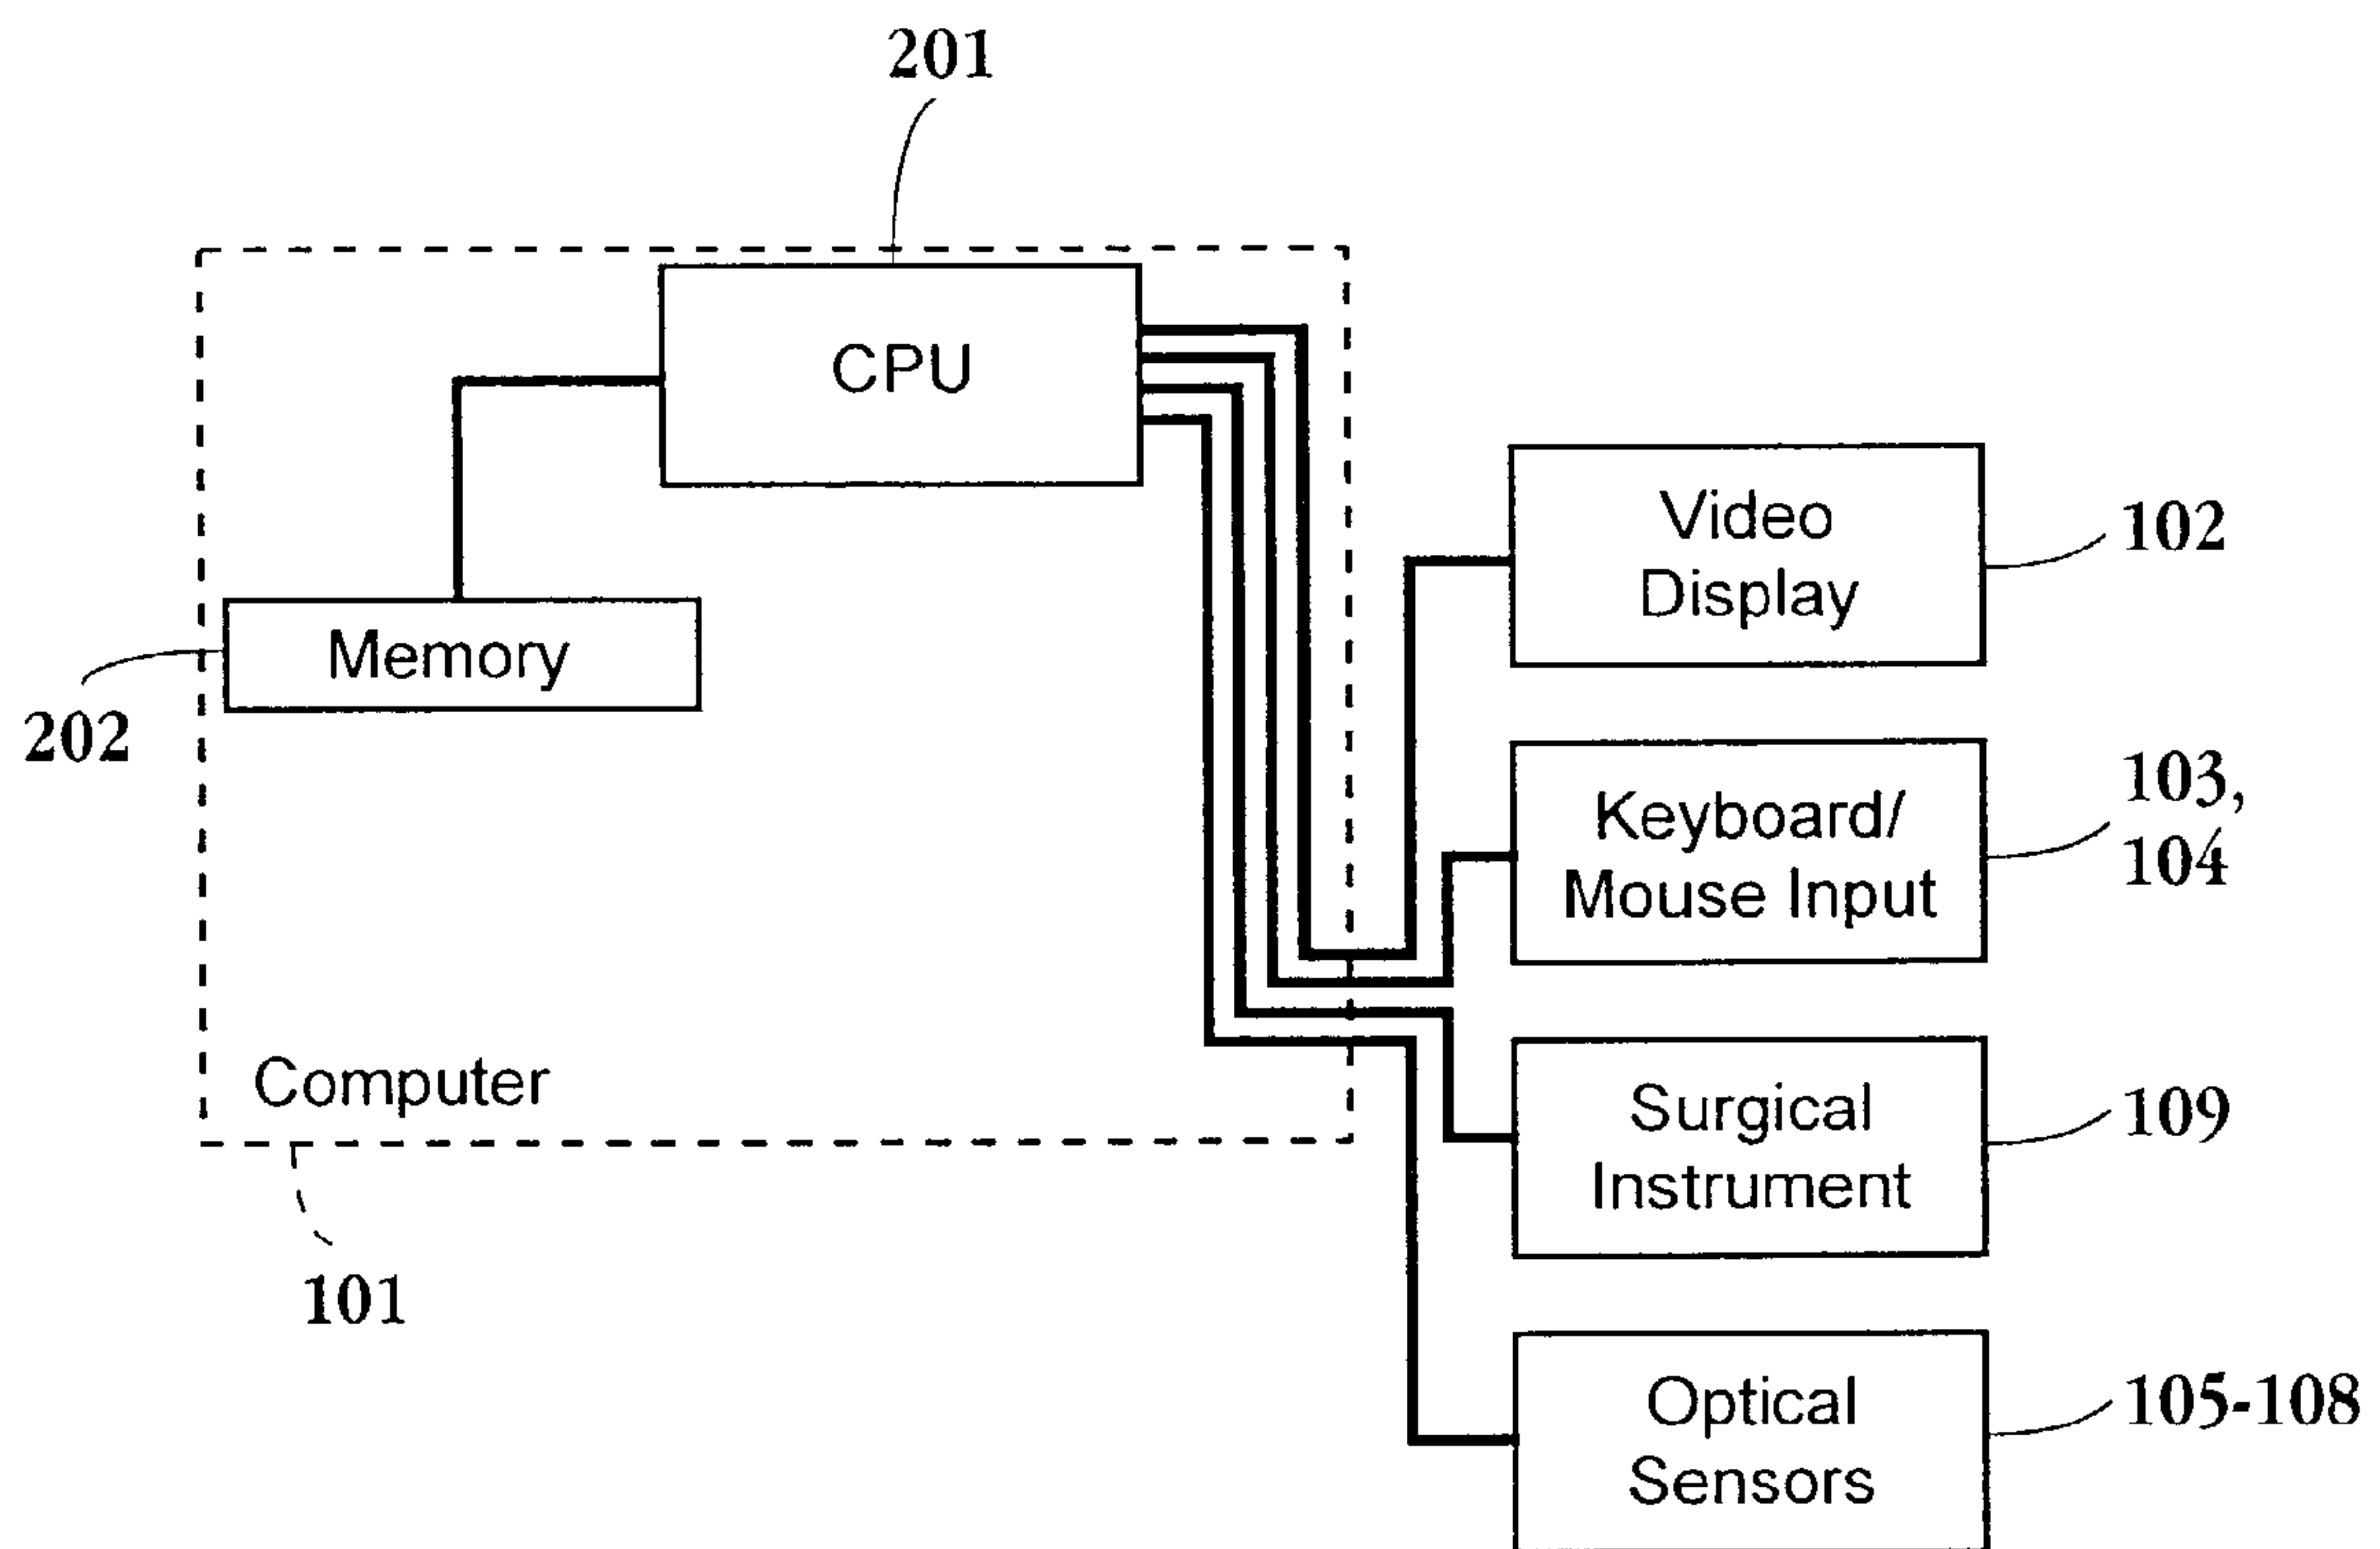 201
CPU
Video
Display
102
Memory
202
Keyboard/
Mouse Input
103,
104
Computer
101
Surgical
Instrument
109
Optical
Sensors
105-108